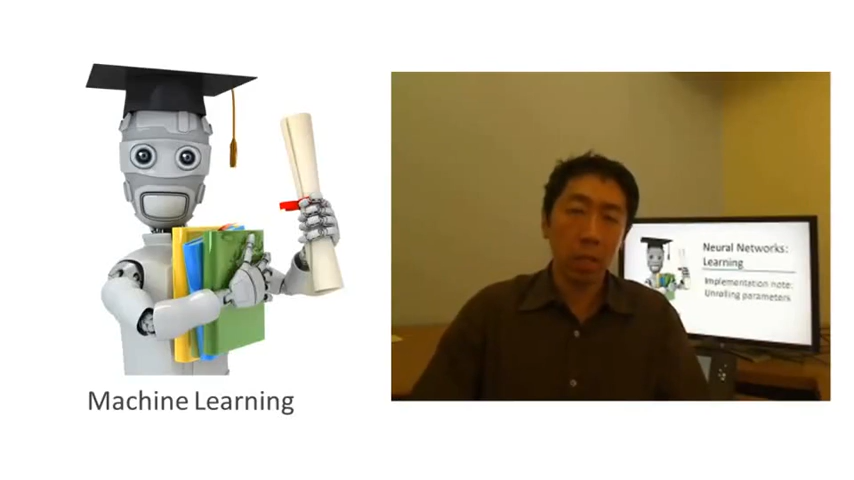 Machine Learning
Neural Networks:
Learning
Implementation note:
Unrolling parameters